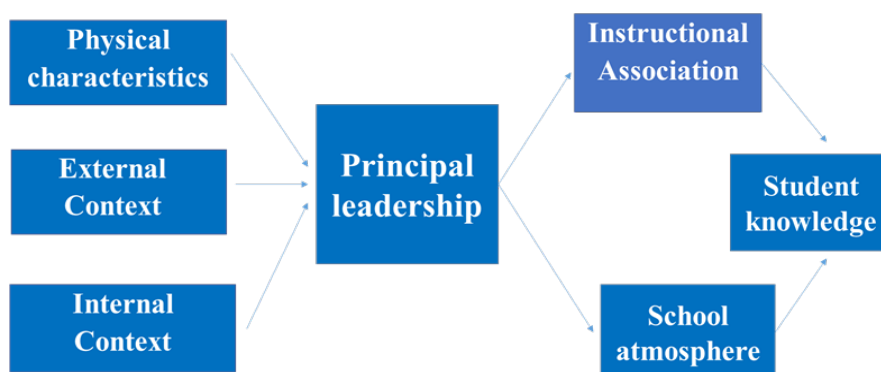 Physical
characteristics
External
Context
Internal
Context
Principal
leadership
Instructional
Association
School
atmosphere
Student
knowledge